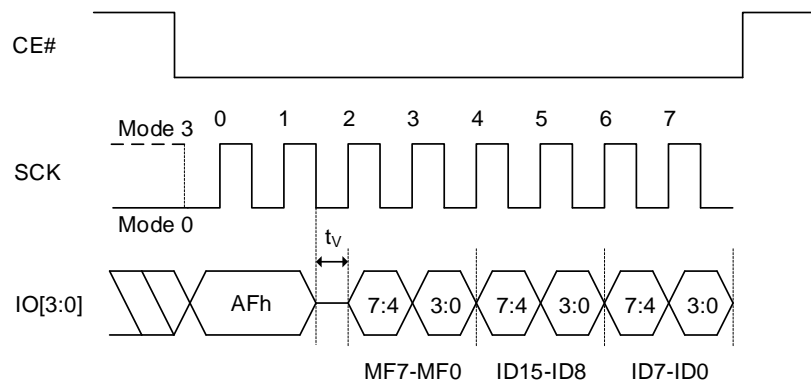 CE#
Mode 3 0 1 2 3 4 5 6 7
SCK
Mode 0
tV
IO[3:0] AFh 7:4 3:0 7:4 3:0 7:4 3:0
MF7-MF0 ID15-ID8 ID7-ID0